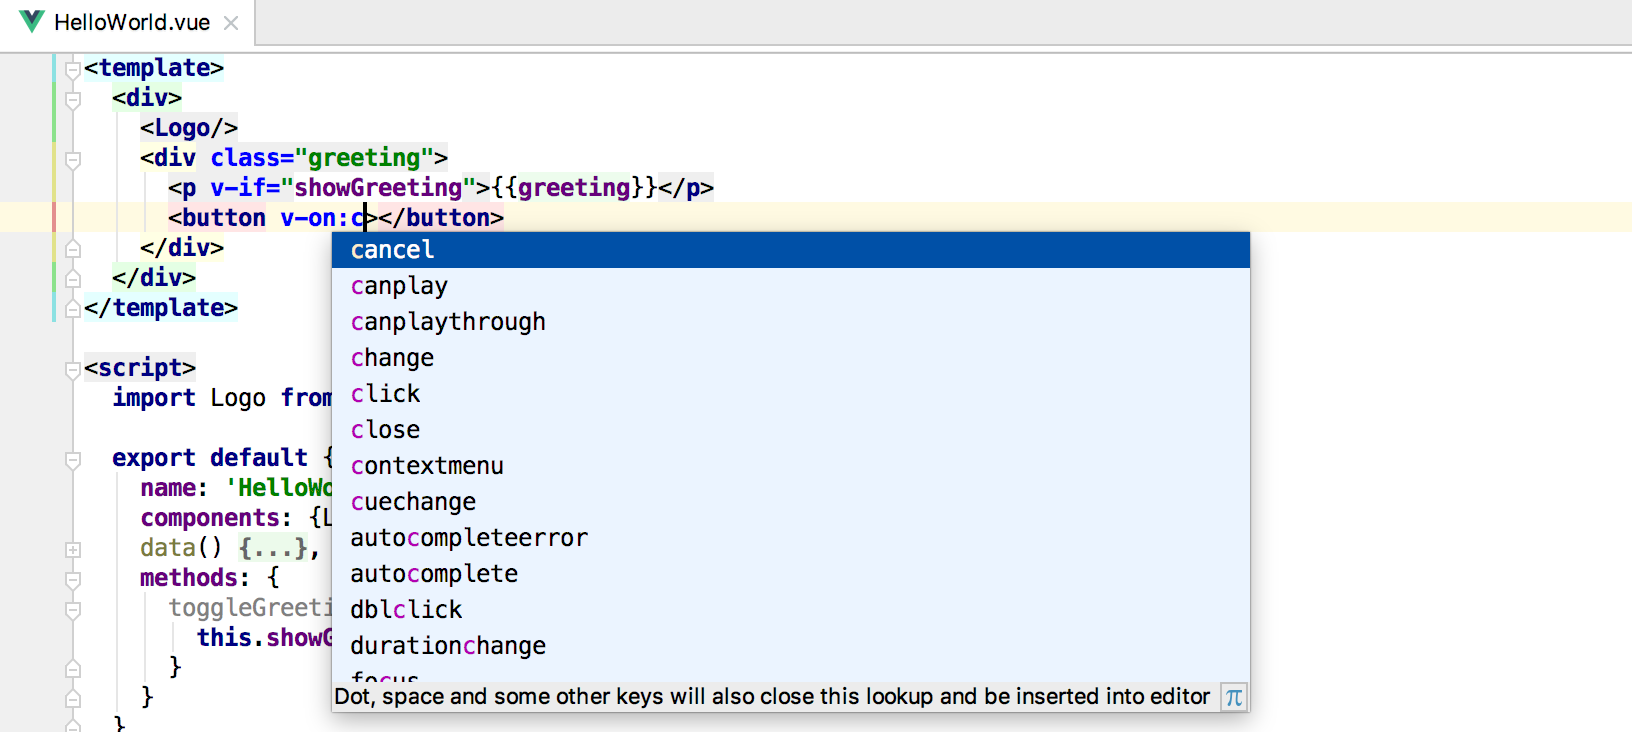 HelloWorld.vue
<template>
<div>
<Logo/>
<div class="greeting">
<p v-if="showGreeting">{{greeting}}</p>
<button v-on:c></button>
</div>
</div>
</template>
cancel
canplay
canplaythrough
change
click
close
contextmenu
cuechange
autocompleteerror
autocomplete
dblclick
durationchange
focus
Dot, space and some other keys will also close this lookup and be inserted into editor π
<script>
import Logo from
export default {
name: 'HelloWo
components: {L
data() {...},
methods: {
toggleGreeti
this.showG
}
}
}